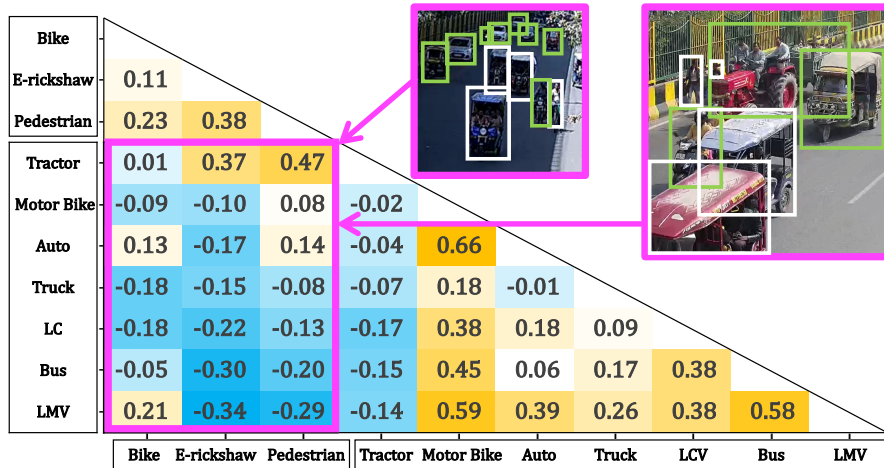 Bike
E-rickshaw 0.11
Pedestrian 0.23 0.38
Tractor 0.01 0.37 0.47
Motor Bike -0.09 -0.10 0.08 -0.02
Auto 0.13 -0.17 0.14 -0.04 0.66
Truck -0.18 -0.15 -0.08 -0.07 0.18 -0.01
LC -0.18 -0.22 -0.13 -0.17 0.38 0.18 0.09
Bus -0.05 -0.30 -0.20 -0.15 0.45 0.06 0.17 0.38
LMV 0.21 -0.34 -0.29 -0.14 0.59 0.39 0.26 0.38 0.58
Bike E-rickshaw Pedestrian Tractor Motor Bike Auto Truck LCV Bus LMV